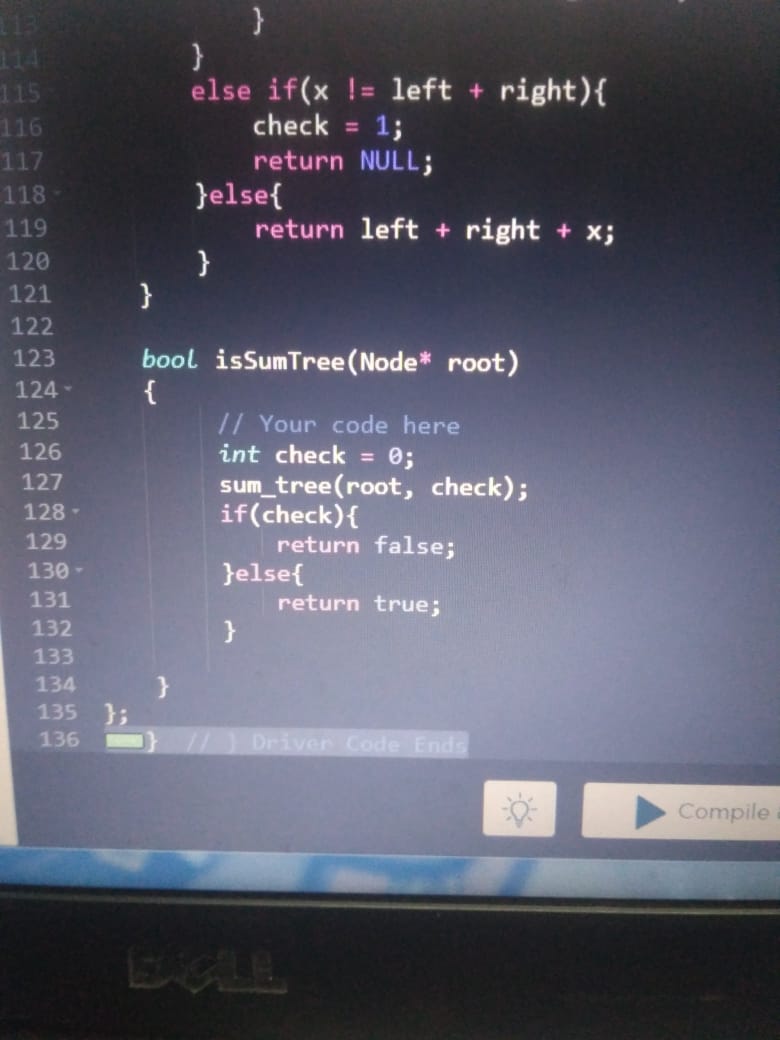 113 }
114 }
115 else if(x != left + right){
116 check = 1;
117 return NULL;
118 }else{
119 return left + right + x;
120 }
121 }
122
123 bool isSumTree(Node* root)
124 {
125 // Your code here
126 int check = 0;
127 sum_tree(root, check);
128 if(check){
129 return false;
130 }else{
131 return true;
132 }
133
134 }
135 };
136 } // } Driver Code Ends
Compile
DELL